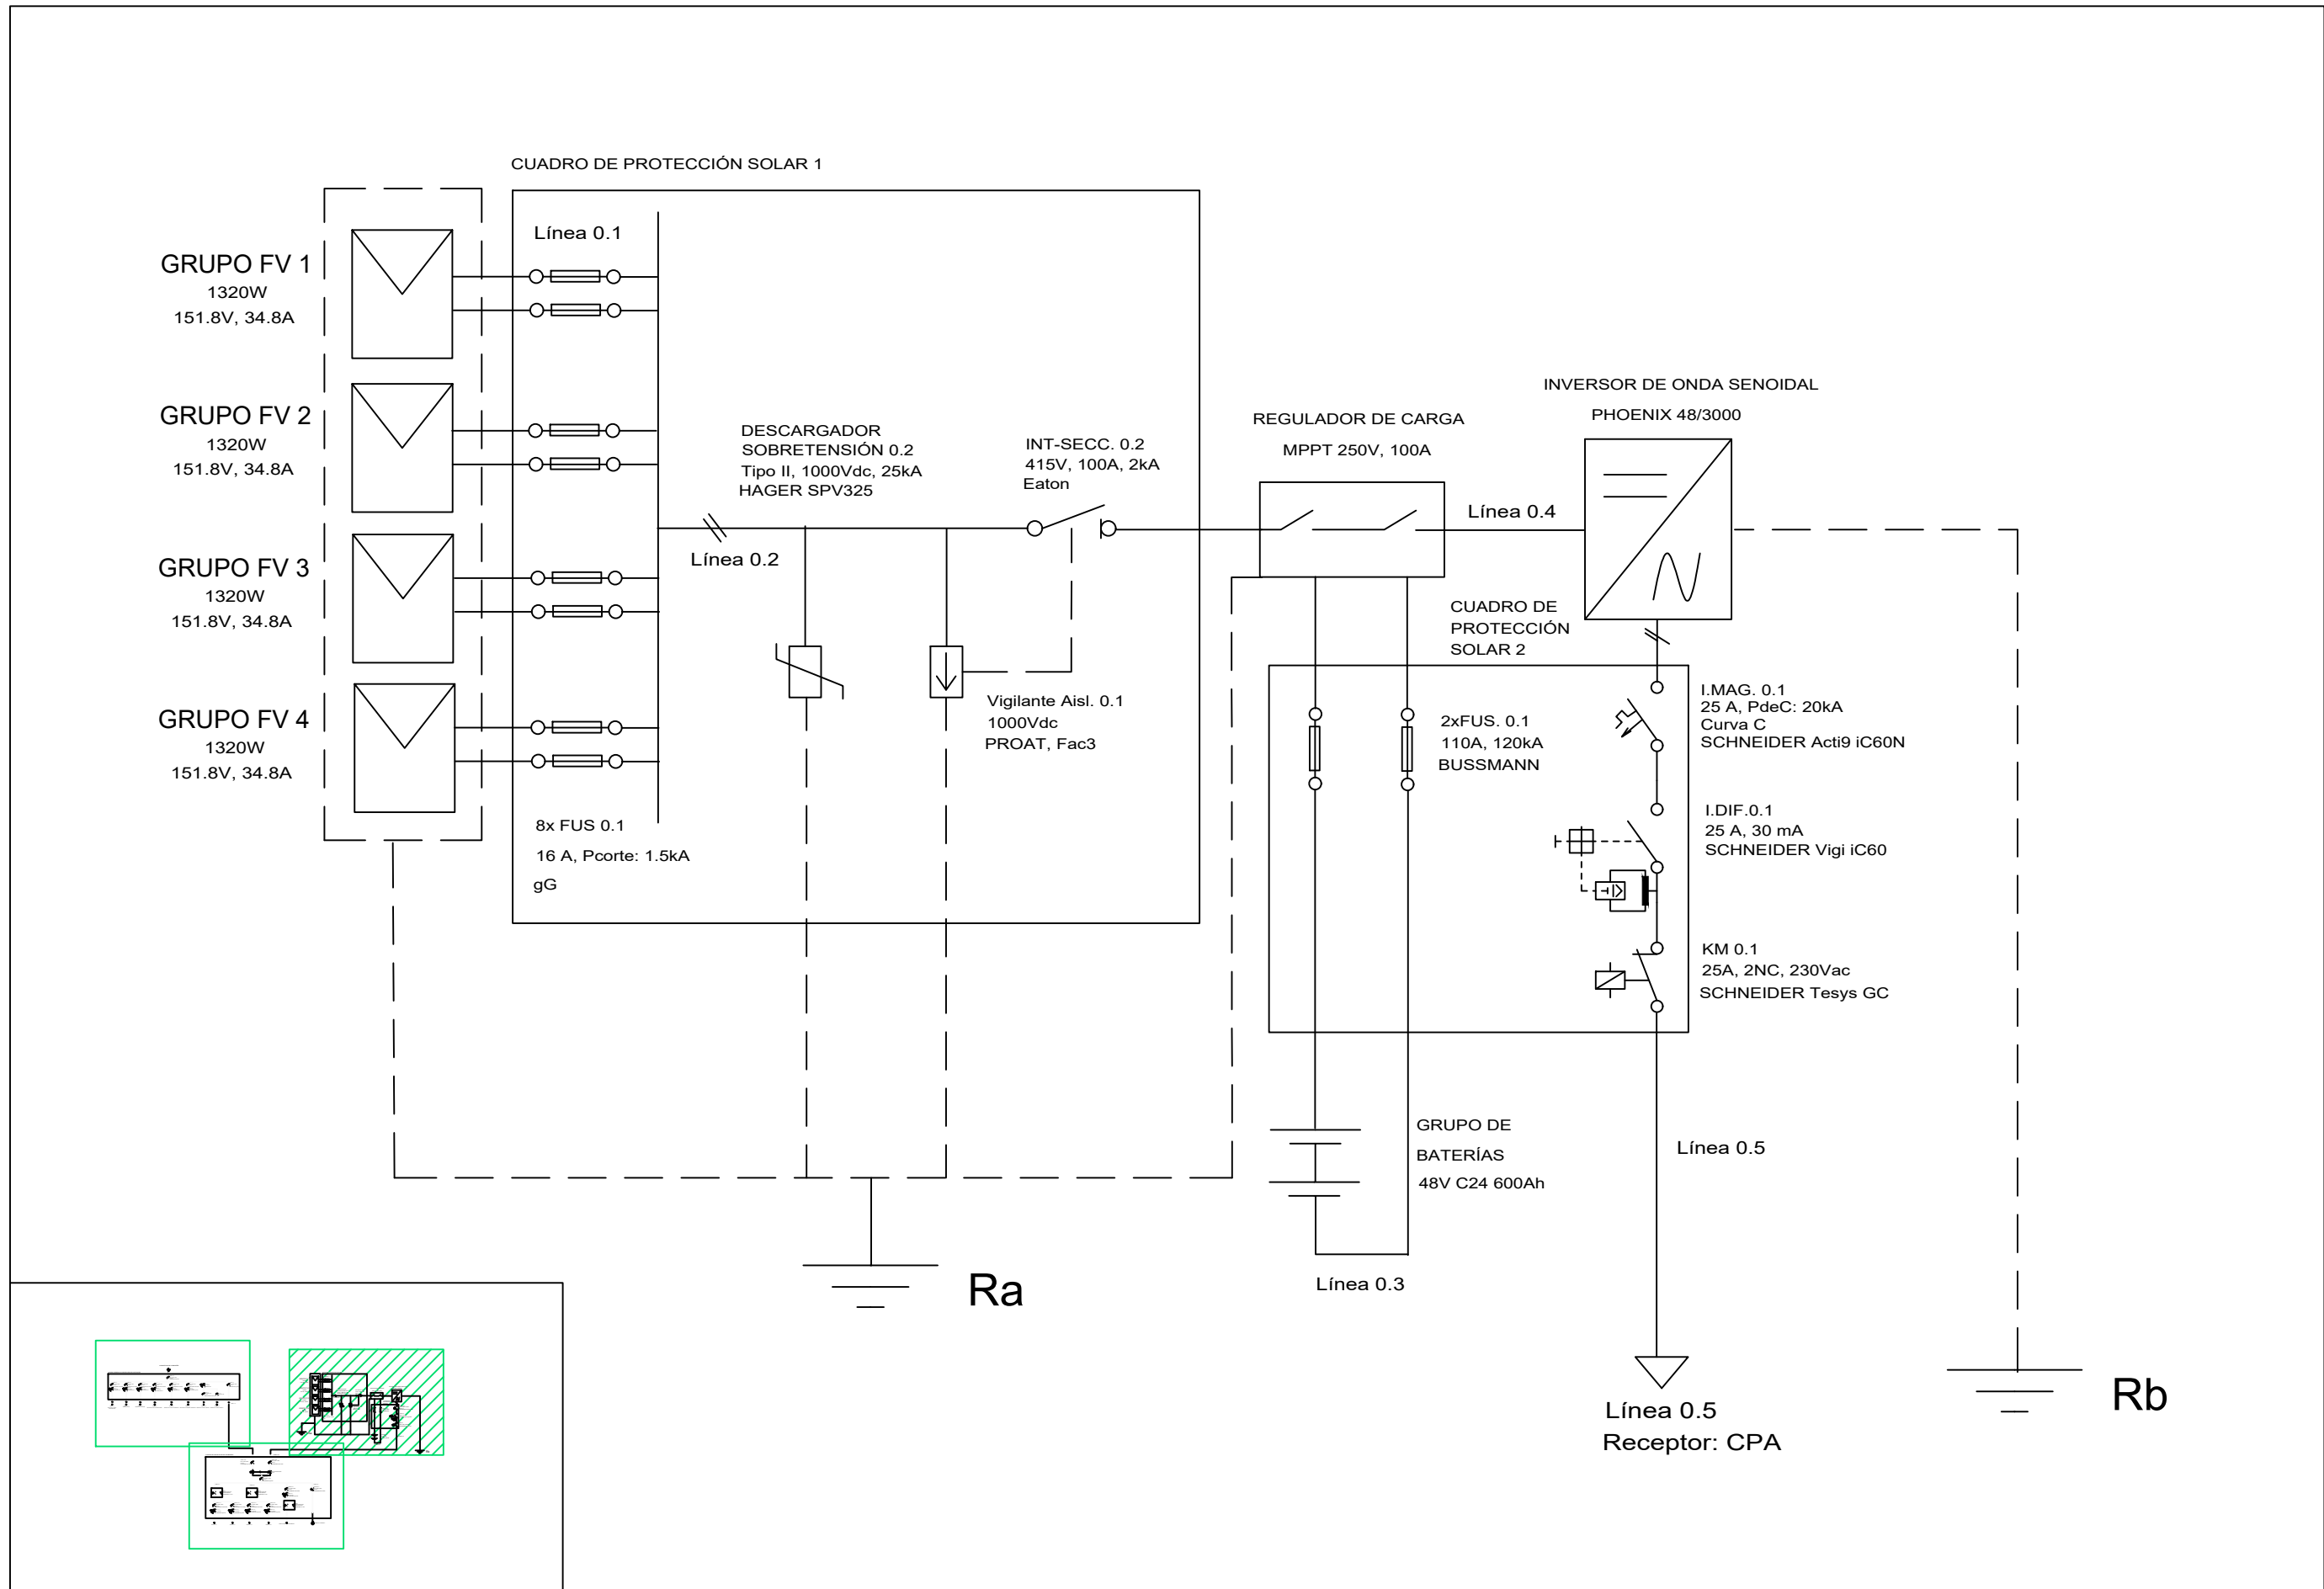 CUADRO DE PROTECCIÓN SOLAR 1
Línea 0.1
GRUPO FV 1
1320W
151.8V, 34.8A
GRUPO FV 2
1320W
151.8V, 34.8A
GRUPO FV 3
1320W
151.8V, 34.8A
GRUPO FV 4
1320W
151.8V, 34.8A
8x FUS 0.1
16 A, Pcorte: 1.5kA
gG
DESCARGADOR
SOBRETENSIÓN 0.2
Tipo II, 1000Vdc, 25kA
HAGER SPV325
Línea 0.2
INT-SECC. 0.2
415V, 100A, 2kA
Eaton
Vigilante Aisl. 0.1
1000Vdc
PROAT, Fac3
REGULADOR DE CARGA
MPPT 250V, 100A
Línea 0.4
INVERSOR DE ONDA SENOIDAL
PHOENIX 48/3000
CUADRO DE
PROTECCIÓN
SOLAR 2
2xFUS. 0.1
110A, 120kA
BUSSMANN
I.MAG. 0.1
25 A, PdeC: 20kA
Curva C
SCHNEIDER Acti9 iC60N
I.DIF.0.1
25 A, 30 mA
SCHNEIDER Vigi iC60
KM 0.1
25A, 2NC, 230Vac
SCHNEIDER Tesys GC
GRUPO DE
BATERÍAS
48V C24 600Ah
Línea 0.3
Línea 0.5
Ra
Línea 0.5
Receptor: CPA
Rb